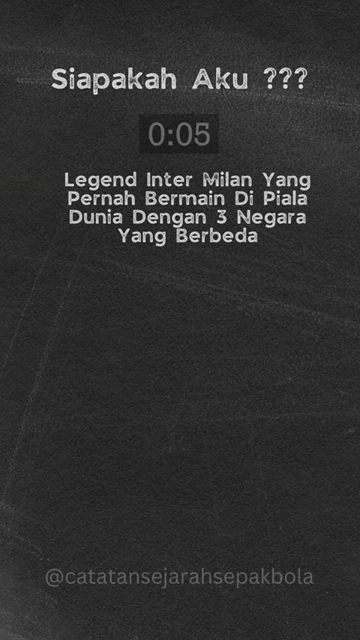 Siapakah Aku ???
0:05
Legend Inter Milan Yang
Pernah Bermain Di Piala
Dunia Dengan 3 Negara
Yang Berbeda
@catatansejarahsepakbola